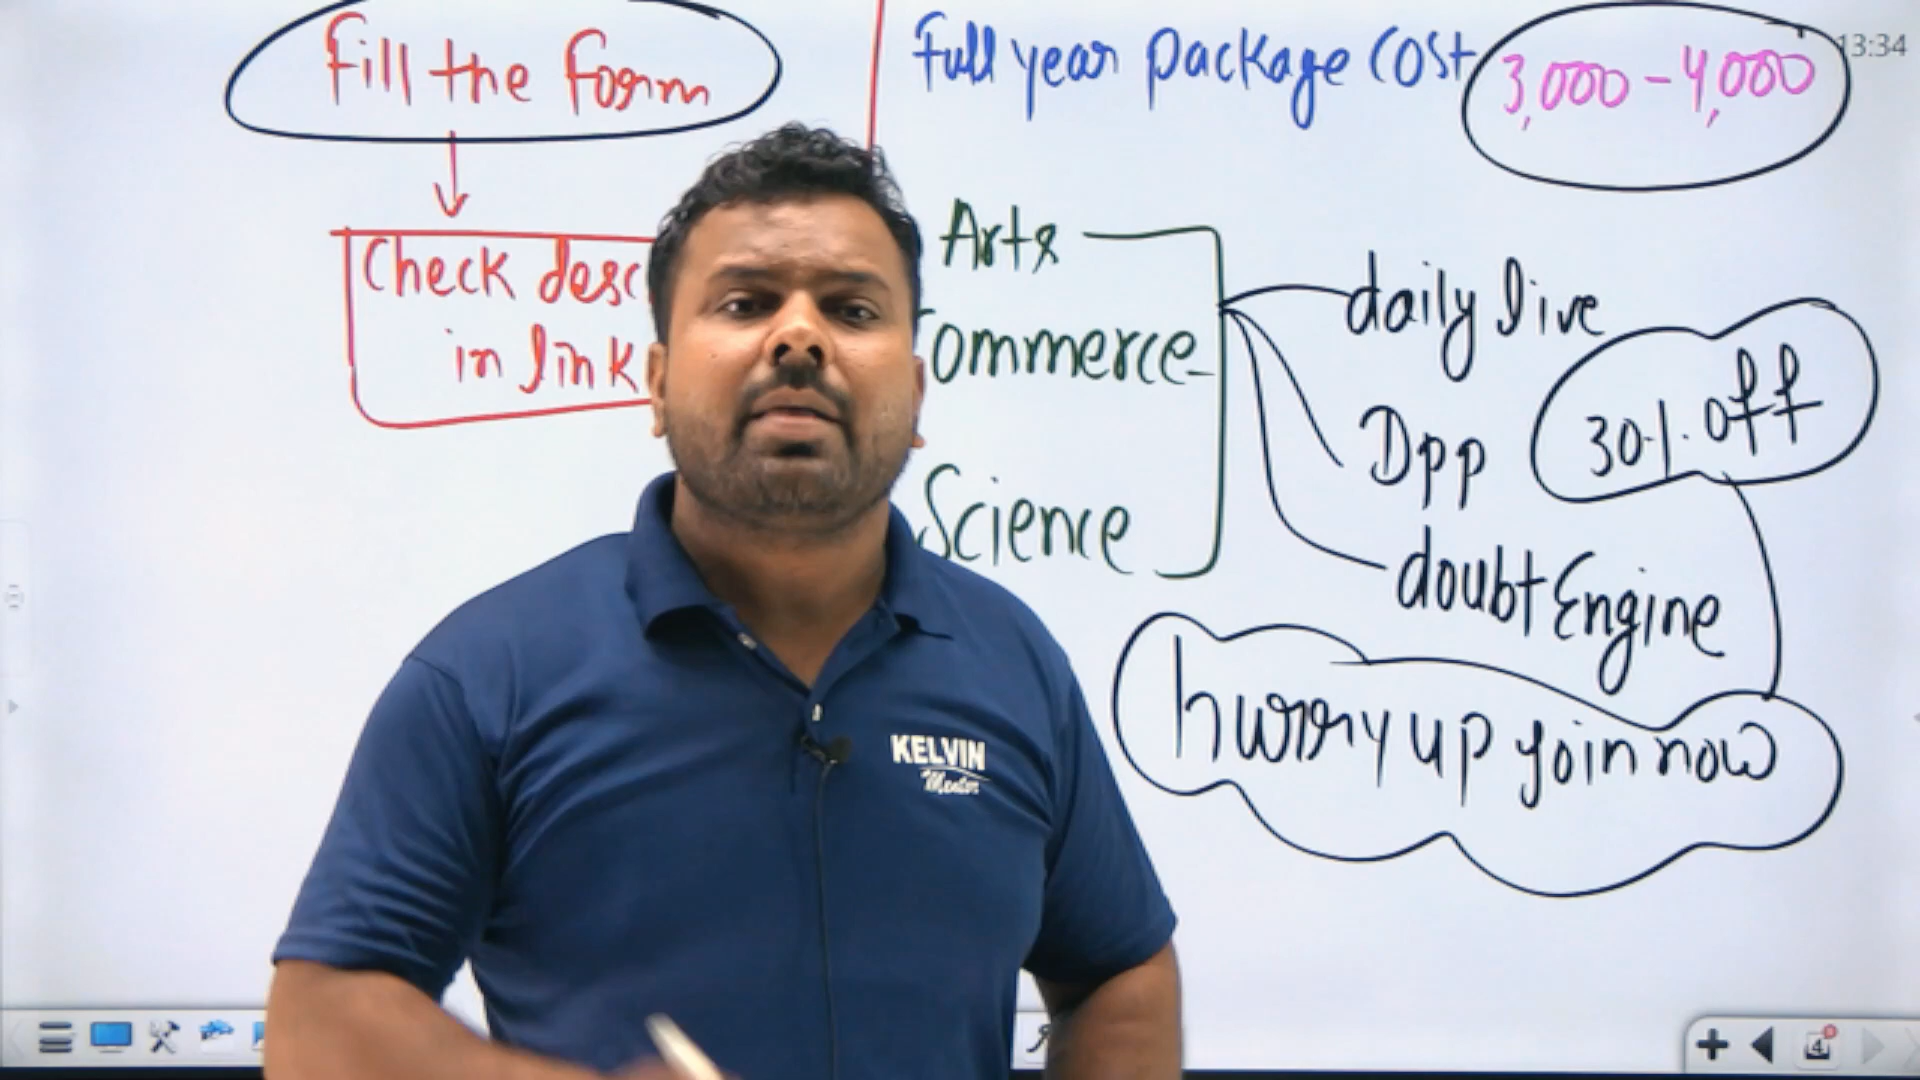 Fill the form
Check desc
in link
Full year package cost 3,000 - 4,000
13:34
Arts
ommerce
Science
daily live
Dpp
doubt Engine
30%. off
hurry up join now
KELVIN
Mentor
4